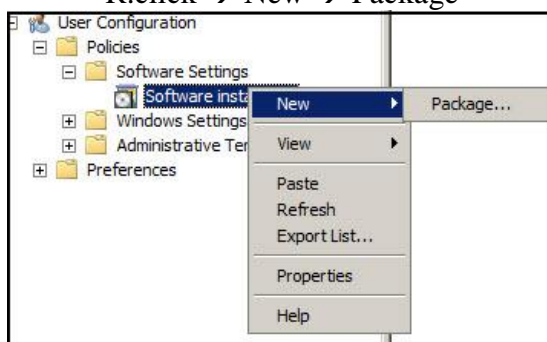 R.click → New → Package
User Configuration
Policies
Software Settings
Software insta
New
Package...
Windows Settings
Administrative Ter
View
Preferences
Paste
Refresh
Export List...
Properties
Help